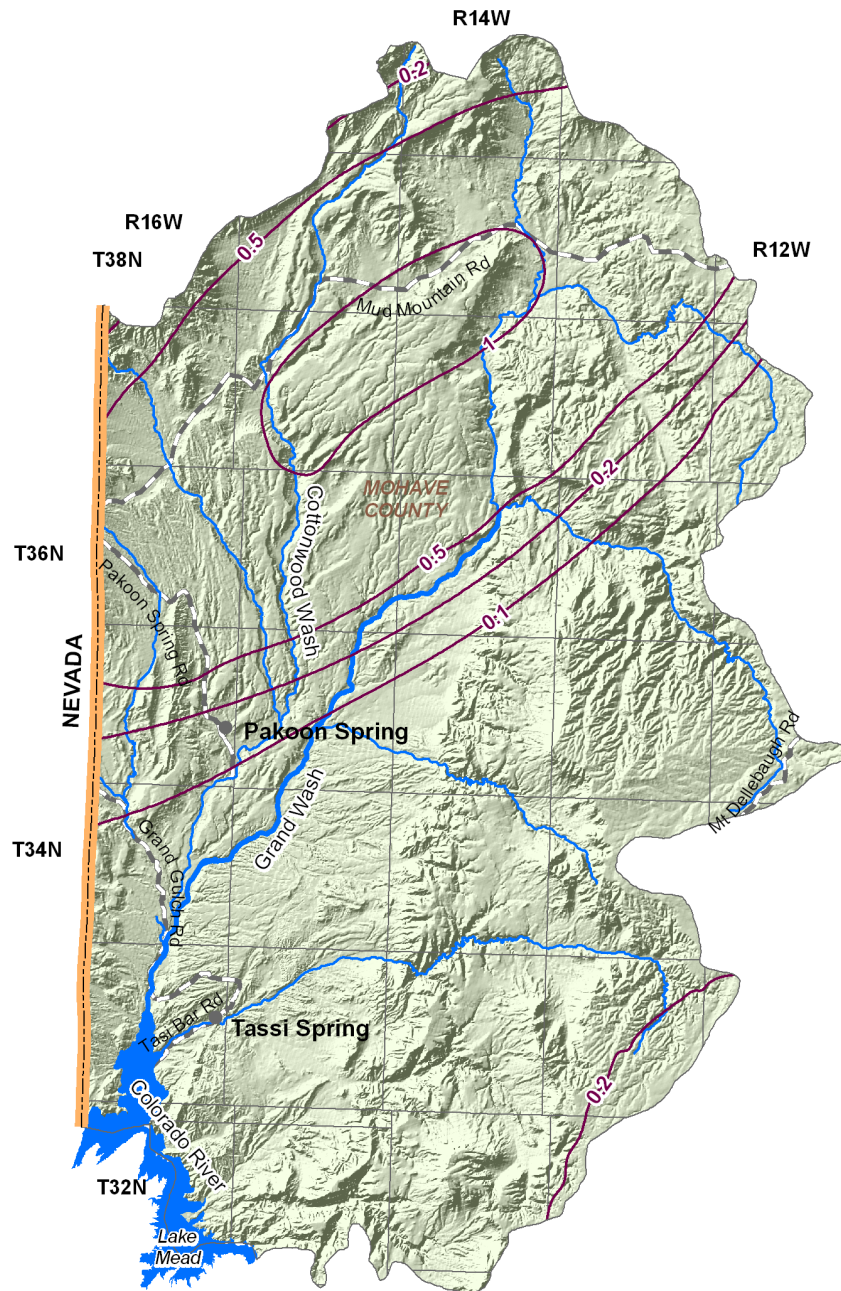 R14W
0.2
R16W
0.5
T38N
R12W
Mud Mountain Rd
1
MOHAVE
COUNTY
0.2
Cottonwood Wash
T36N
0.5
Pakoon Spring Rd
0.1
NEVADA
Pakoon Spring
Mt Dellebaugh Rd
Grand Wash
T34N
Grand Gulch Rd
Tasi Bar Rd
Tassi Spring
0.2
Colorado River
T32N
Lake
Mead